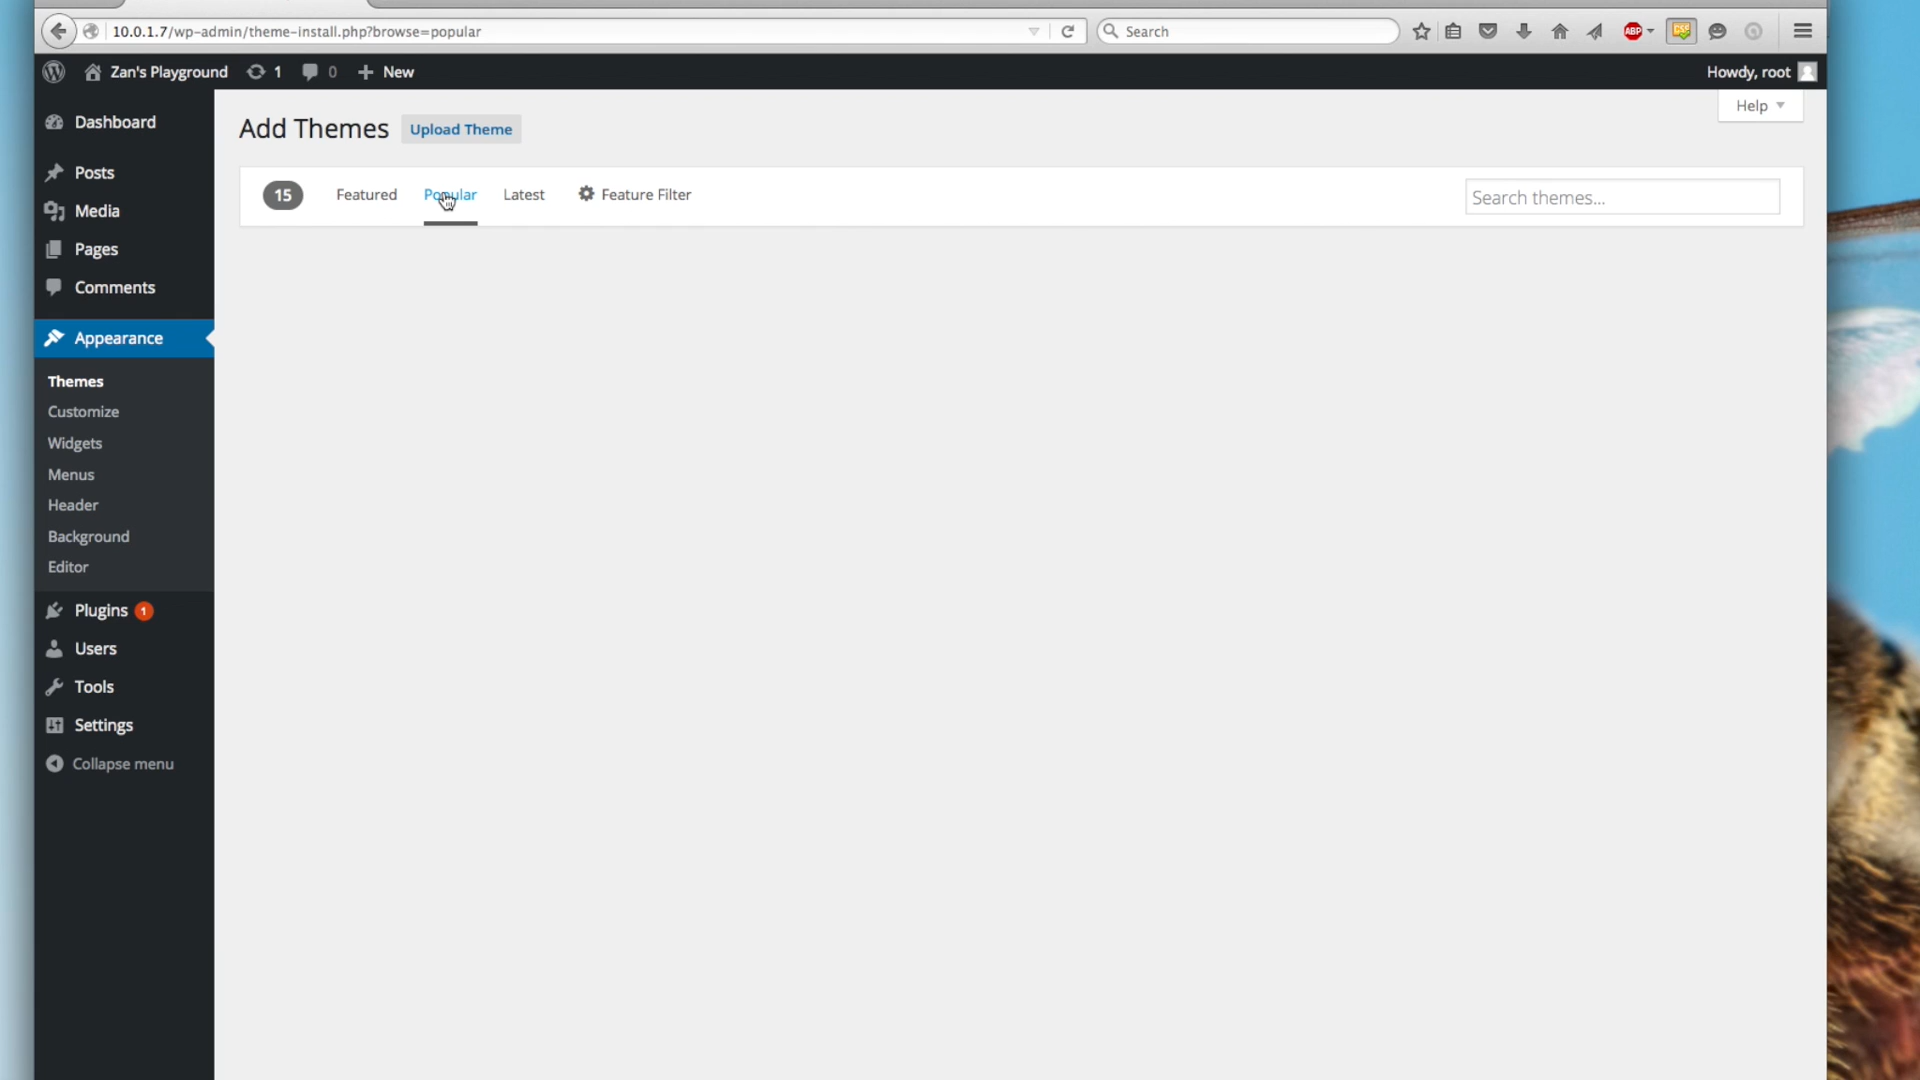 10.0.1.7/wp-admin/theme-install.php?browse=popular
Search
ABP
Zan's Playground
1
0
New
Howdy, root
Help
Dashboard
Posts
Media
Pages
Comments
Appearance
Themes
Customize
Widgets
Menus
Header
Background
Editor
Plugins 1
Users
Tools
Settings
Collapse menu
Add Themes
Upload Theme
15
Featured
Popular
Latest
Feature Filter
Search themes...